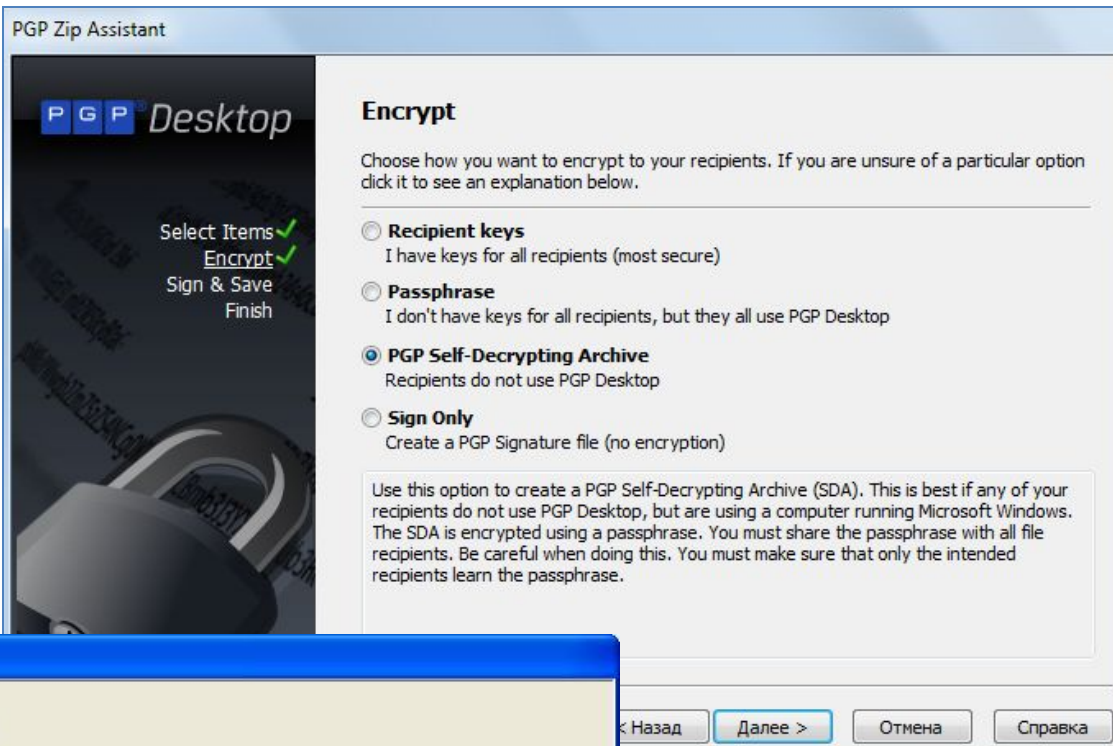 PGP Zip Assistant
PGP® Desktop
Select Items
Encrypt
Sign & Save
Finish
Encrypt
Choose how you want to encrypt to your recipients. If you are unsure of a particular option
click it to see an explanation below.
Recipient keys
I have keys for all recipients (most secure)
Passphrase
I don't have keys for all recipients, but they all use PGP Desktop
PGP Self-Decrypting Archive
Recipients do not use PGP Desktop
Sign Only
Create a PGP Signature file (no encryption)
Use this option to create a PGP Self-Decrypting Archive (SDA). This is best if any of your
recipients do not use PGP Desktop, but are using a computer running Microsoft Windows.
The SDA is encrypted using a passphrase. You must share the passphrase with all file
recipients. Be careful when doing this. You must make sure that only the intended
recipients learn the passphrase.
< Назад Далее > Отмена Справка